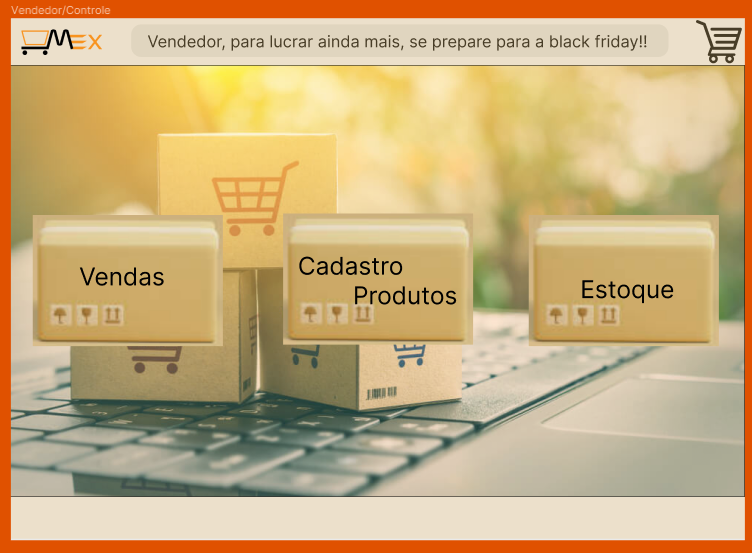 Vendedor/Controle
MEX
Vendedor, para lucrar ainda mais, se prepare para a black friday!!
Vendas
Cadastro
Produtos
Estoque